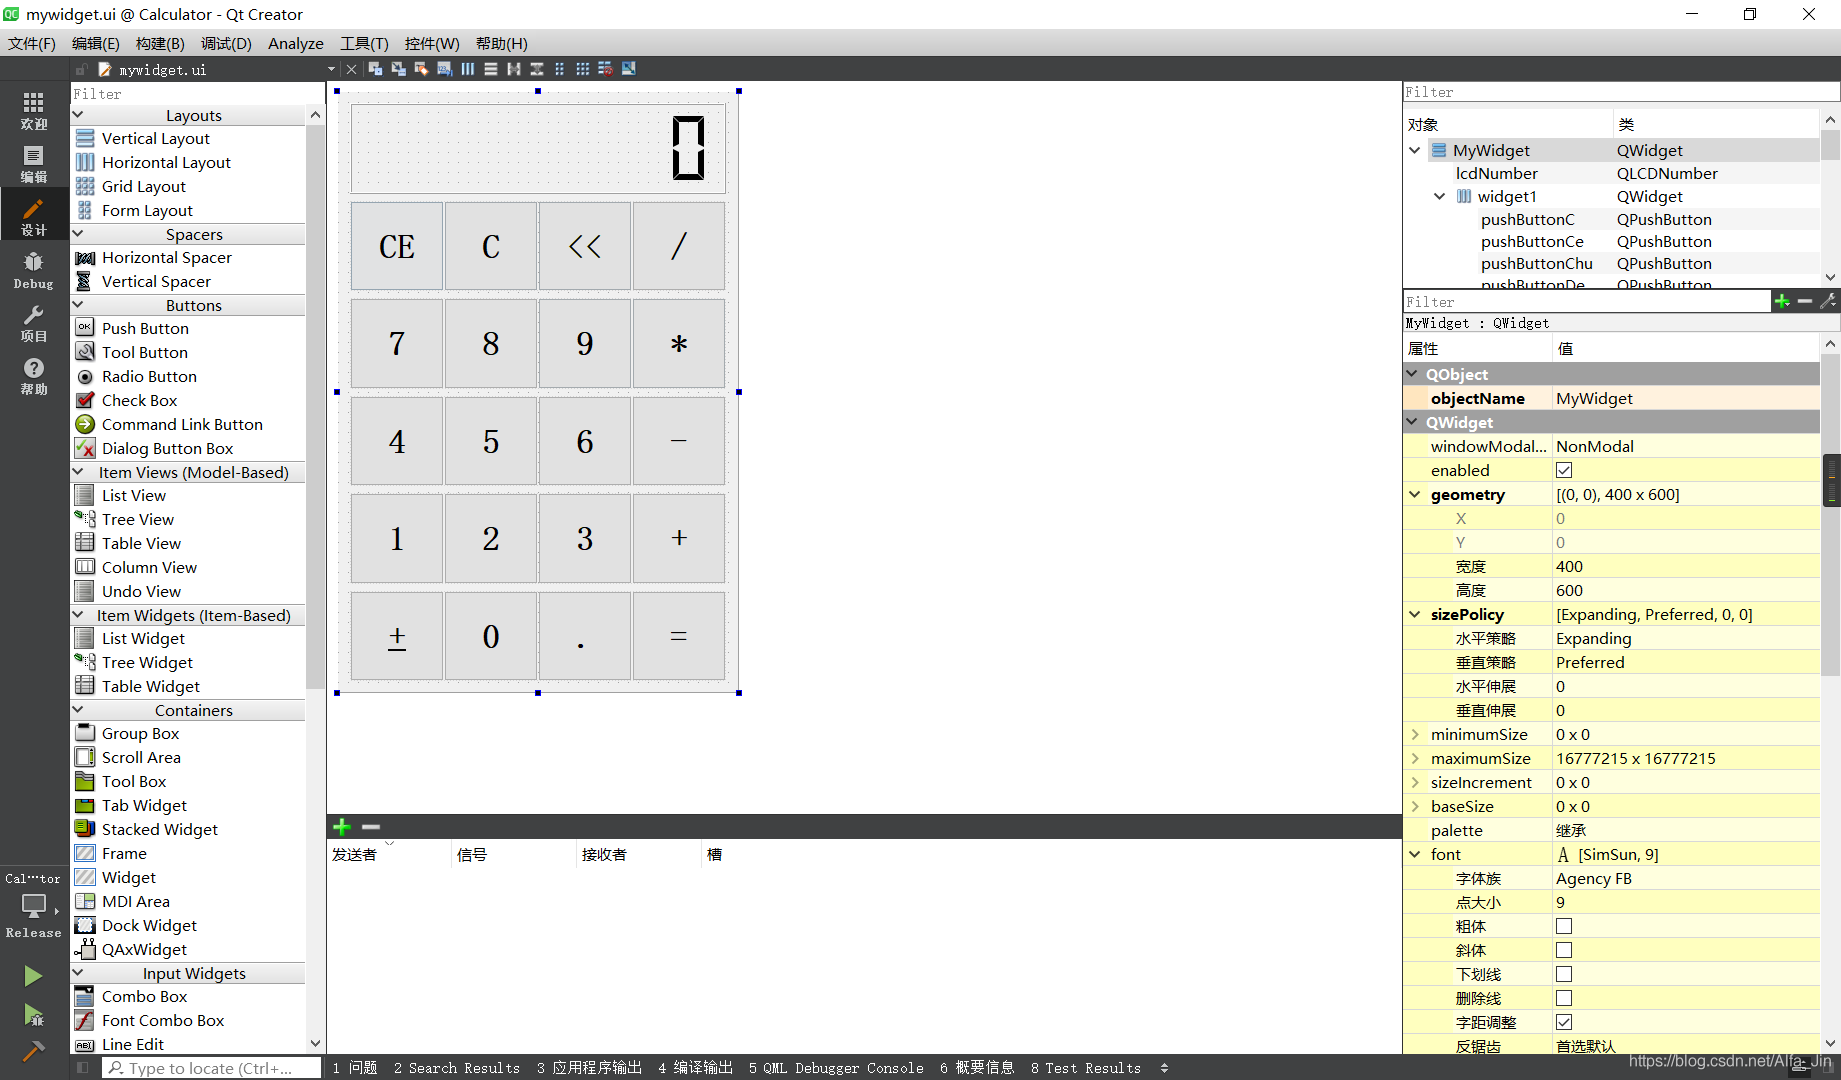 mywidget.ui @ Calculator - Qt Creator
文件(F) 编辑(E) 构建(B) 调试(D) Analyze 工具(T) 控件(W) 帮助(H)
mywidget.ui
欢迎
编辑
设计
Debug
项目
帮助
Cal···tor
Release
Filter
Layouts
Vertical Layout
Horizontal Layout
Grid Layout
Form Layout
Spacers
Horizontal Spacer
Vertical Spacer
Buttons
Push Button
Tool Button
Radio Button
Check Box
Command Link Button
Dialog Button Box
Item Views (Model-Based)
List View
Tree View
Table View
Column View
Undo View
Item Widgets (Item-Based)
List Widget
Tree Widget
Table Widget
Containers
Group Box
Scroll Area
Tool Box
Tab Widget
Stacked Widget
Frame
Widget
MDI Area
Dock Widget
QAxWidget
Input Widgets
Combo Box
Font Combo Box
Line Edit
0
CE C << /
7 8 9 *
4 5 6 -
1 2 3 +
± 0 . =
发送者 信号 接收者 槽
Filter
对象 类
MyWidget QWidget
lcdNumber QLCDNumber
widget1 QWidget
pushButtonC QPushButton
pushButtonCe QPushButton
pushButtonChu QPushButton
pushButtonDe QPushButton
Filter
MyWidget : QWidget
属性 值
QObject
objectName MyWidget
QWidget
windowModal... NonModal
enabled
geometry [(0, 0), 400 x 600]
X 0
Y 0
宽度 400
高度 600
sizePolicy [Expanding, Preferred, 0, 0]
水平策略 Expanding
垂直策略 Preferred
水平伸展 0
垂直伸展 0
minimumSize 0 x 0
maximumSize 16777215 x 16777215
sizeIncrement 0 x 0
baseSize 0 x 0
palette 继承
font A [SimSun, 9]
字体族 Agency FB
点大小 9
粗体
斜体
下划线
删除线
字距调整
反锯齿 首选默认
Type to locate (Ctrl+...
1 问题 2 Search Results 3 应用程序输出 4 编译输出 5 QML Debugger Console 6 概要信息 8 Test Results
https://blog.csdn.net/Alfa_Jin